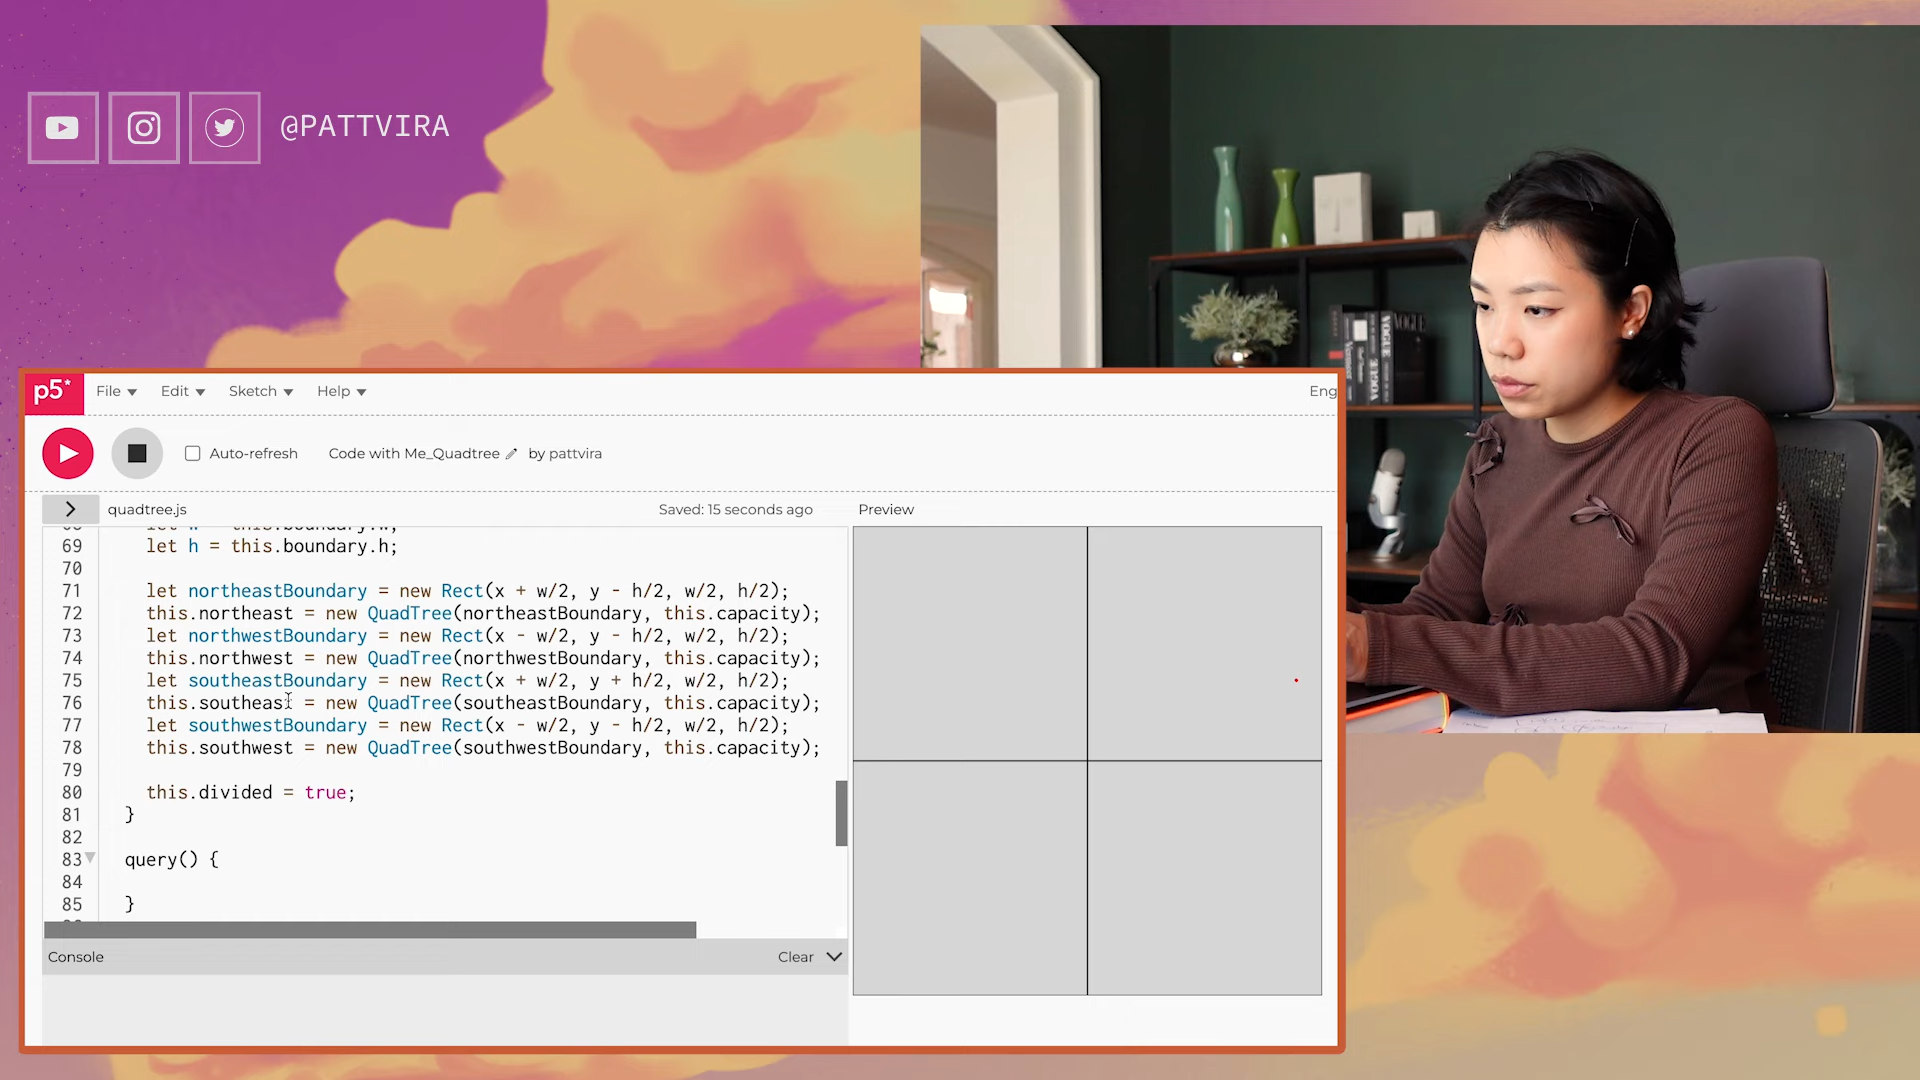 @PATTVIRA
VOGUE
VOGUE
p5*
File
Edit
Sketch
Help
Eng
Auto-refresh
Code with Me_Quadtree
by pattvira
quadtree.js
Saved: 15 seconds ago
Preview
69 let h = this.boundary.h;
70
71 let northeastBoundary = new Rect(x + w/2, y - h/2, w/2, h/2);
72 this.northeast = new QuadTree(northeastBoundary, this.capacity);
73 let northwestBoundary = new Rect(x - w/2, y - h/2, w/2, h/2);
74 this.northwest = new QuadTree(northwestBoundary, this.capacity);
75 let southeastBoundary = new Rect(x + w/2, y + h/2, w/2, h/2);
76 this.southeast = new QuadTree(southeastBoundary, this.capacity);
77 let southwestBoundary = new Rect(x - w/2, y - h/2, w/2, h/2);
78 this.southwest = new QuadTree(southwestBoundary, this.capacity);
79
80 this.divided = true;
81 }
82
83 query() {
84
85 }
Console
Clear